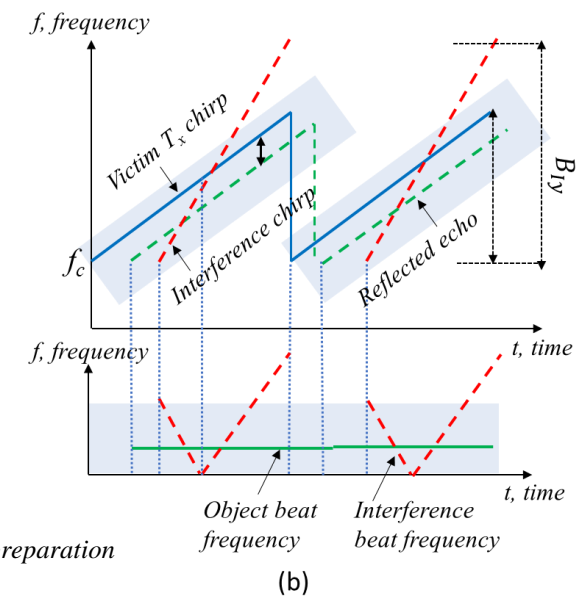 f, frequency
Victim Tx chirp
Interference chirp
Reflected echo
BIy
fc
t, time
f, frequency
t, time
Object beat
frequency
Interference
beat frequency
reparation
(b)